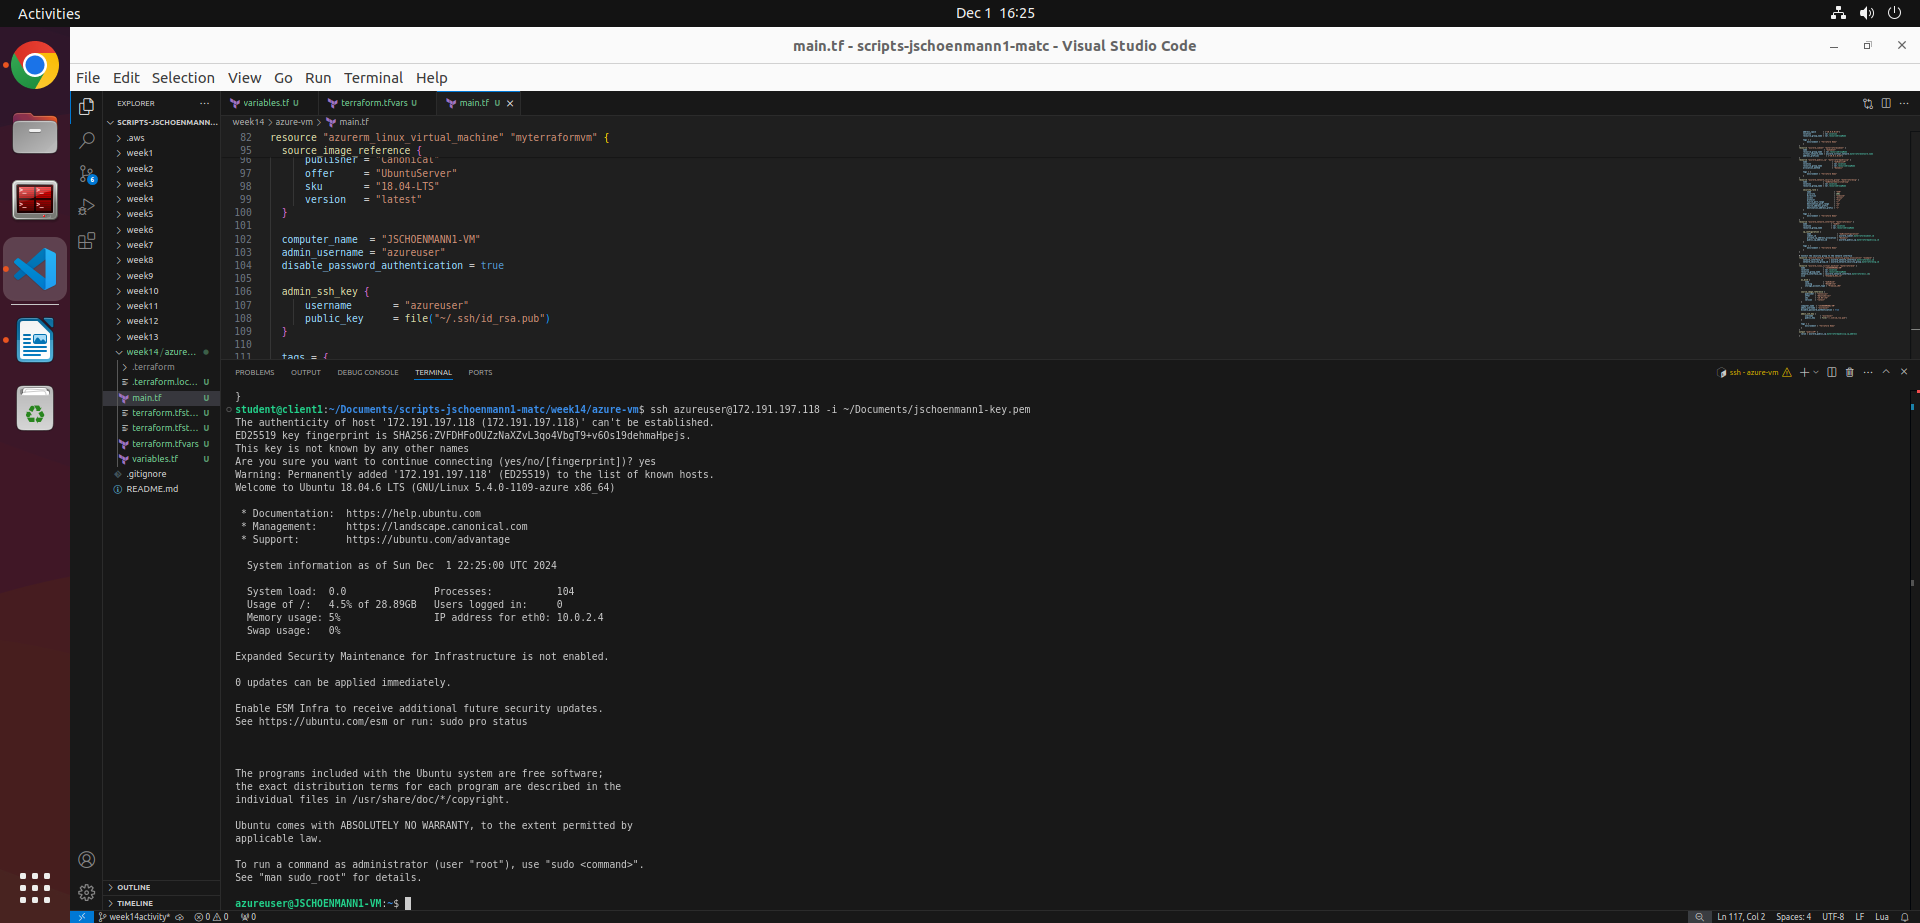 Activities
Dec 1 16:25
main.tf - scripts-jschoenmann1-matc - Visual Studio Code
File Edit Selection View Go Run Terminal Help
EXPLORER
SCRIPTS-JSCHOENMANN...
.aws
week1
week2
week3
week4
week5
week6
week7
week8
week9
week10
week11
week12
week13
week14/azure...
.terraform
.terraform.loc... U
main.tf U
terraform.tfst... U
terraform.tfst... U
terraform.tfvars U
variables.tf U
.gitignore
README.md
OUTLINE
TIMELINE
variables.tf U terraform.tfvars U main.tf U
week14 > azure-vm > main.tf
82 resource "azurerm_linux_virtual_machine" "myterraformvm" {
95 source_image_reference {
96 publisher = "Canonical"
97 offer = "UbuntuServer"
98 sku = "18.04-LTS"
99 version = "latest"
100 }
101
102 computer_name = "JSCHOENMANN1-VM"
103 admin_username = "azureuser"
104 disable_password_authentication = true
105
106 admin_ssh_key {
107 username = "azureuser"
108 public_key = file("~/.ssh/id_rsa.pub")
109 }
110
111 tags = {
PROBLEMS OUTPUT DEBUG CONSOLE TERMINAL PORTS
ssh - azure-vm
}
student@client1:~/Documents/scripts-jschoenmann1-matc/week14/azure-vm$ ssh azureuser@172.191.197.118 -i ~/Documents/jschoenmann1-key.pem
The authenticity of host '172.191.197.118 (172.191.197.118)' can't be established.
ED25519 key fingerprint is SHA256:ZVFDHFoOUZzNaXZvL3qo4VbgT9+v6Os19dehmaHpejs.
This key is not known by any other names
Are you sure you want to continue connecting (yes/no/[fingerprint])? yes
Warning: Permanently added '172.191.197.118' (ED25519) to the list of known hosts.
Welcome to Ubuntu 18.04.6 LTS (GNU/Linux 5.4.0-1109-azure x86_64)
* Documentation: https://help.ubuntu.com
* Management: https://landscape.canonical.com
* Support: https://ubuntu.com/advantage
System information as of Sun Dec 1 22:25:00 UTC 2024
System load: 0.0 Processes: 104
Usage of /: 4.5% of 28.89GB Users logged in: 0
Memory usage: 5% IP address for eth0: 10.0.2.4
Swap usage: 0%
Expanded Security Maintenance for Infrastructure is not enabled.
0 updates can be applied immediately.
Enable ESM Infra to receive additional future security updates.
See https://ubuntu.com/esm or run: sudo pro status
The programs included with the Ubuntu system are free software;
the exact distribution terms for each program are described in the
individual files in /usr/share/doc/*/copyright.
Ubuntu comes with ABSOLUTELY NO WARRANTY, to the extent permitted by
applicable law.
To run a command as administrator (user "root"), use "sudo <command>".
See "man sudo_root" for details.
azureuser@JSCHOENMANN1-VM:~$
6
week14activity* 0 0 0
Ln 117, Col 2 Spaces: 4 UTF-8 LF Lua